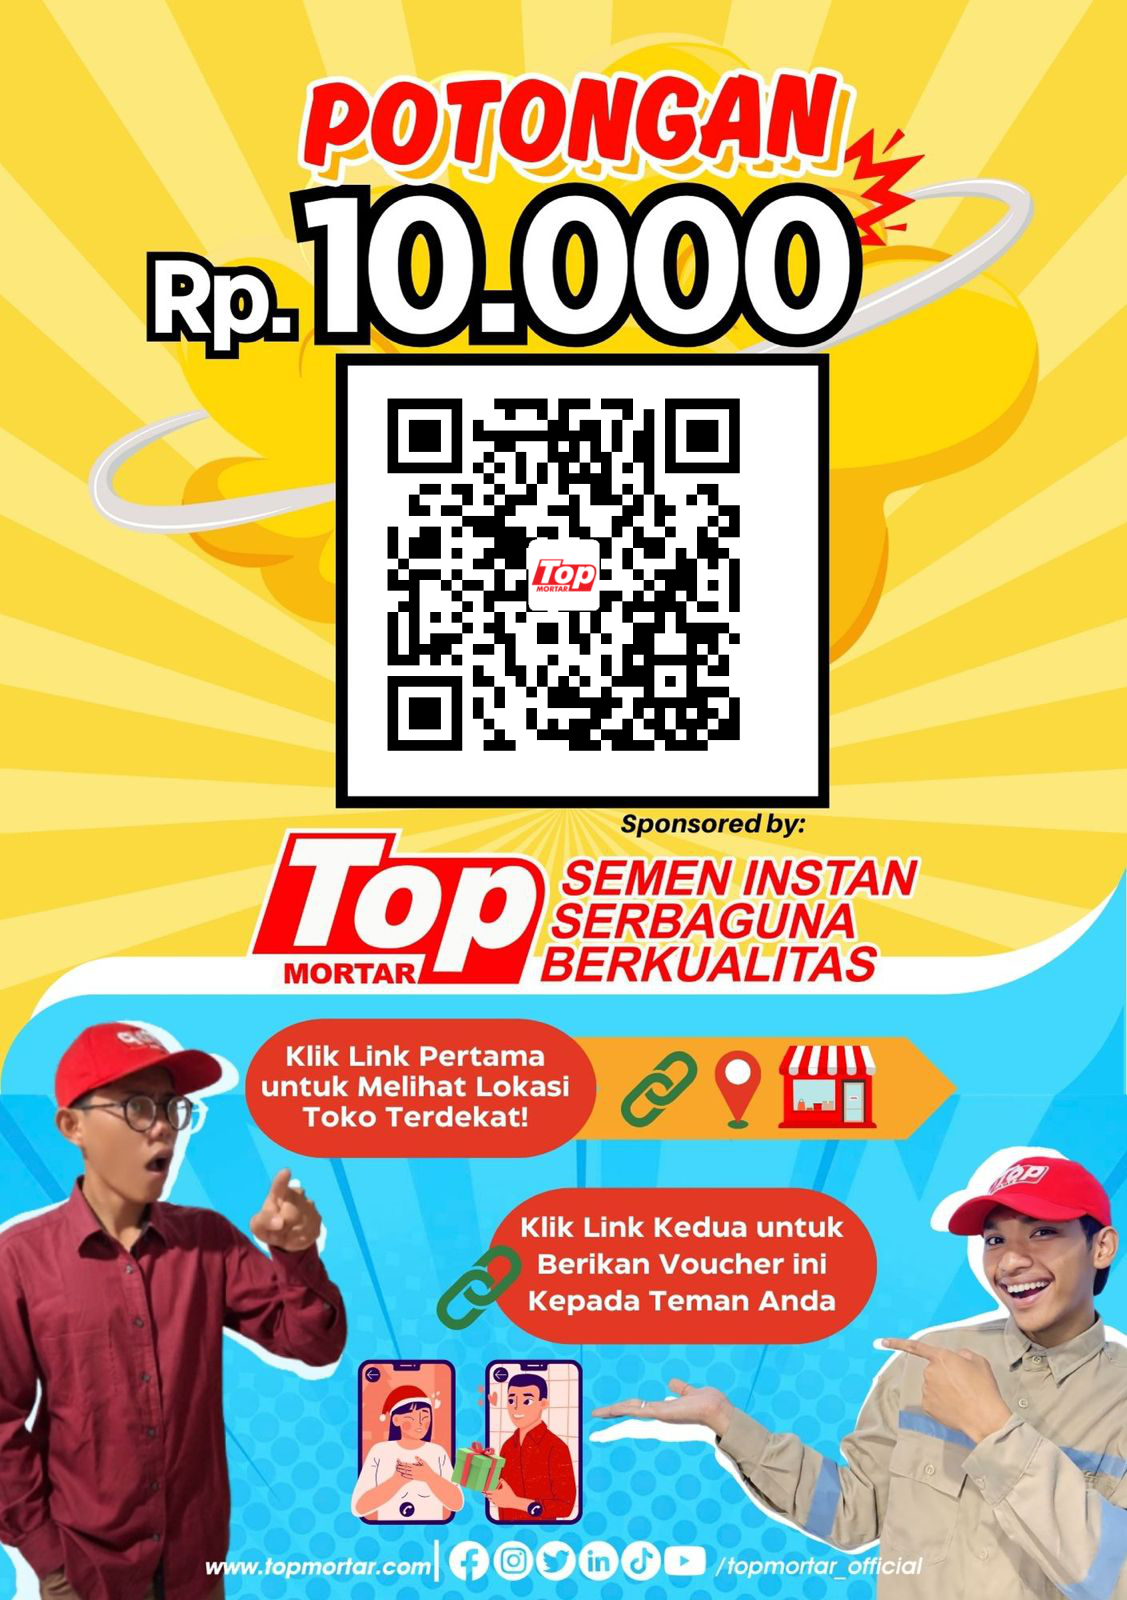 POTONGAN
Rp. 10.000
Top
MORTAR
Sponsored by:
Top
MORTAR
SEMEN INSTAN
SERBAGUNA
BERKUALITAS
Klik Link Pertama
untuk Melihat Lokasi
Toko Terdekat!
Klik Link Kedua untuk
Berikan Voucher ini
Kepada Teman Anda
Top
www.topmortar.com
/topmortar_official